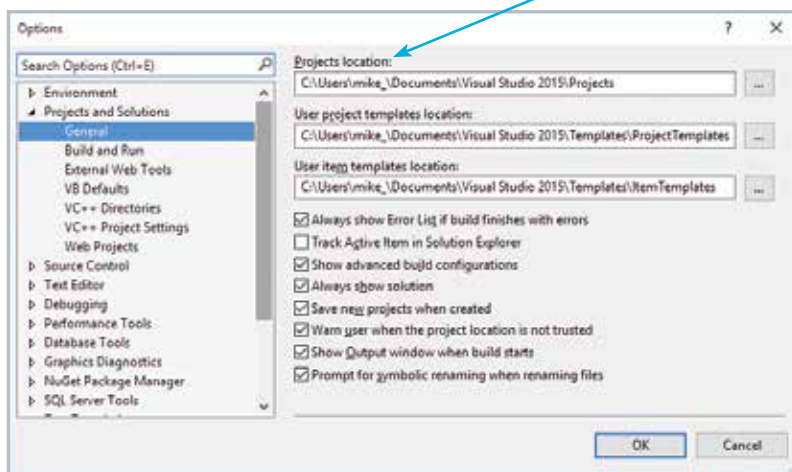 Options
? ×
Search Options (Ctrl+E)
Environment
Projects and Solutions
General
Build and Run
External Web Tools
VB Defaults
VC++ Directories
VC++ Project Settings
Web Projects
Source Control
Text Editor
Debugging
Performance Tools
Database Tools
Graphics Diagnostics
NuGet Package Manager
SQL Server Tools
Projects location:
C:\Users\mike_\Documents\Visual Studio 2015\Projects
...
User project templates location:
C:\Users\mike_\Documents\Visual Studio 2015\Templates\ProjectTemplates
...
User item templates location:
C:\Users\mike_\Documents\Visual Studio 2015\Templates\ItemTemplates
...
Always show Error List if build finishes with errors
Track Active Item in Solution Explorer
Show advanced build configurations
Always show solution
Save new projects when created
Warn user when the project location is not trusted
Show Output window when build starts
Prompt for symbolic renaming when renaming files
OK
Cancel